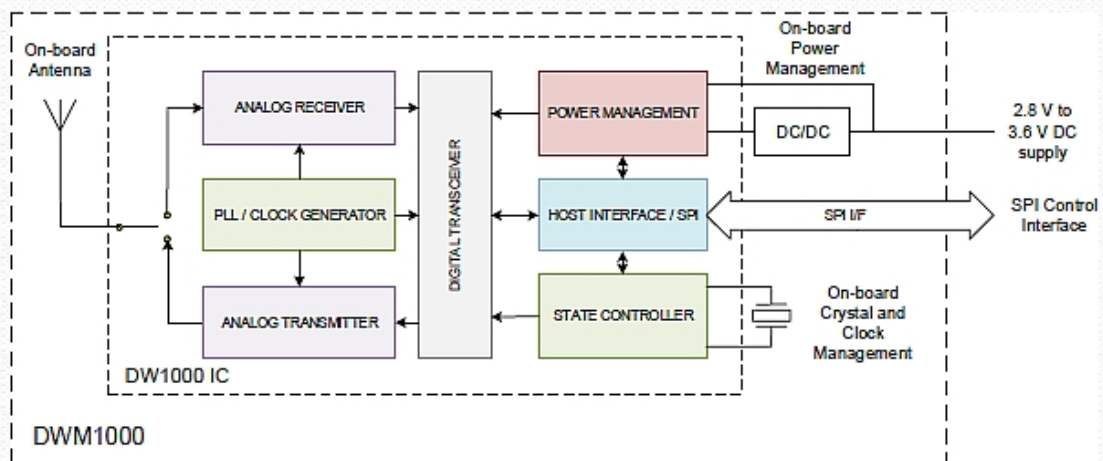 On-board
Antenna
On-board
Power
Management
ANALOG RECEIVER
POWER MANAGEMENT
DC/DC
2.8 V to
3.6 V DC
supply
DIGITAL TRANSCEIVER
PLL / CLOCK GENERATOR
HOST INTERFACE / SPI
SPI I/F
SPI Control
Interface
ANALOG TRANSMITTER
STATE CONTROLLER
On-board
Crystal and
Clock
Management
DW1000 IC
DWM1000